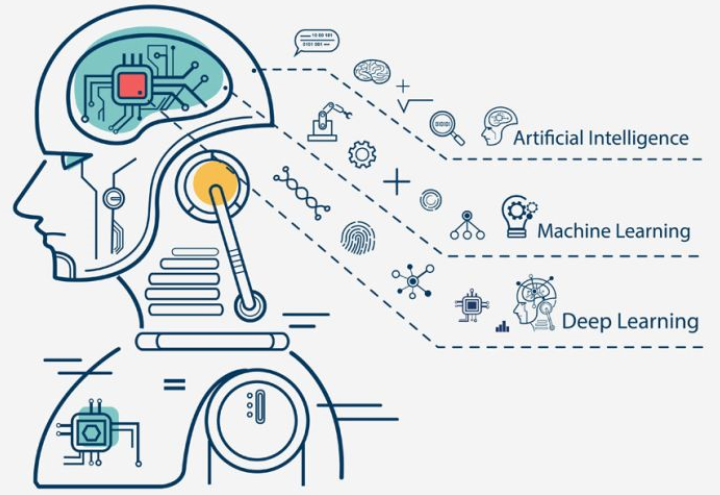 Artificial Intelligence
Machine Learning
Deep Learning